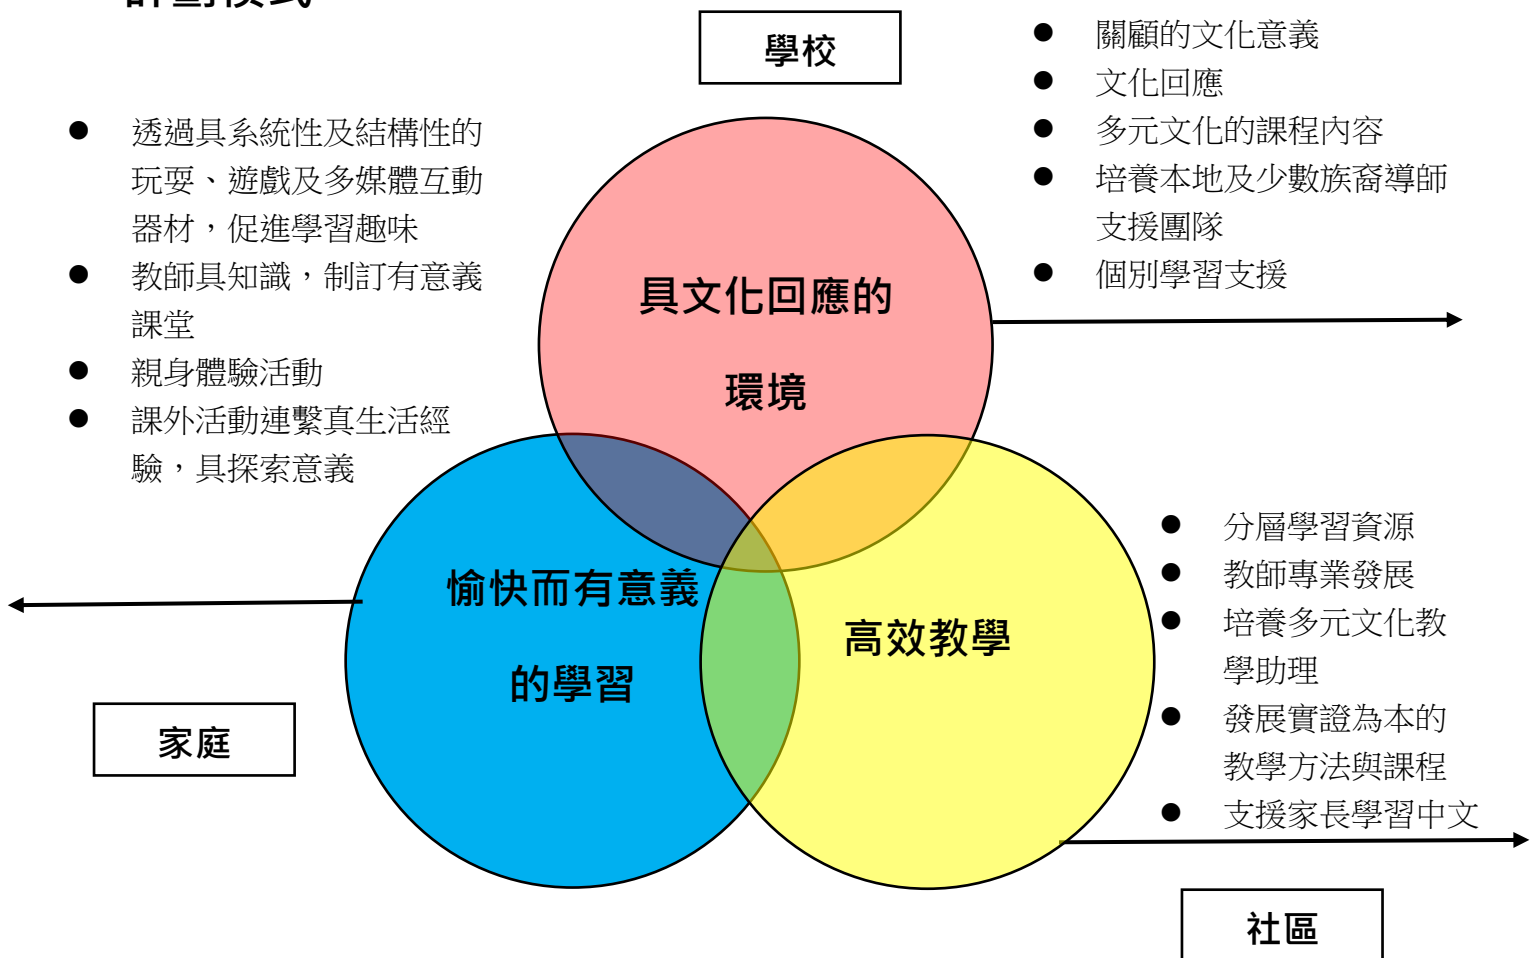 學校
關顧的文化意義
文化回應
多元文化的課程內容
培養本地及少數族裔導師
支援團隊
個別學習支援
透過具系統性及結構性的
玩耍、遊戲及多媒體互動
器材，促進學習趣味
教師具知識，制訂有意義
課堂
親身體驗活動
課外活動連繫真生活經
驗，具探索意義
具文化回應的
環境
愉快而有意義
的學習
高效教學
分層學習資源
教師專業發展
培養多元文化教
學助理
發展實證為本的
教學方法與課程
支援家長學習中文
家庭
社區